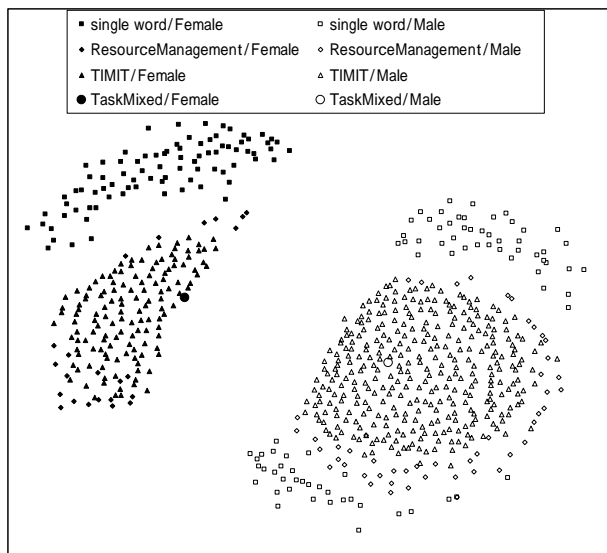 single word/Female single word/Male
ResourceManagement/Female ResourceManagement/Male
TIMIT/Female TIMIT/Male
TaskMixed/Female TaskMixed/Male